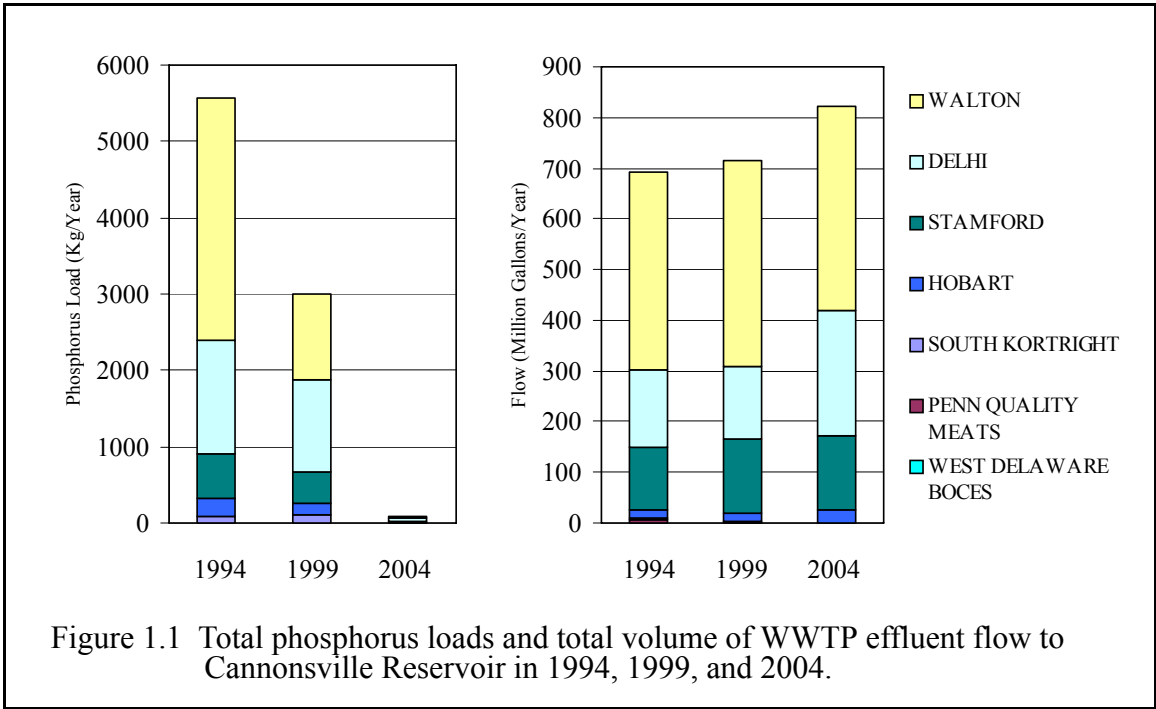 6000
5000
4000
3000
2000
1000
0
Phosphorus Load (Kg/Year)
1994
1999
2004
900
800
700
600
500
400
300
200
100
0
Flow (Million Gallons/Year)
1994
1999
2004
WALTON
DELHI
STAMFORD
HOBART
SOUTH KORTRIGHT
PENN QUALITY
MEATS
WEST DELAWARE
BOCES
Figure 1.1 Total phosphorus loads and total volume of WWTP effluent flow to
Cannonsville Reservoir in 1994, 1999, and 2004.